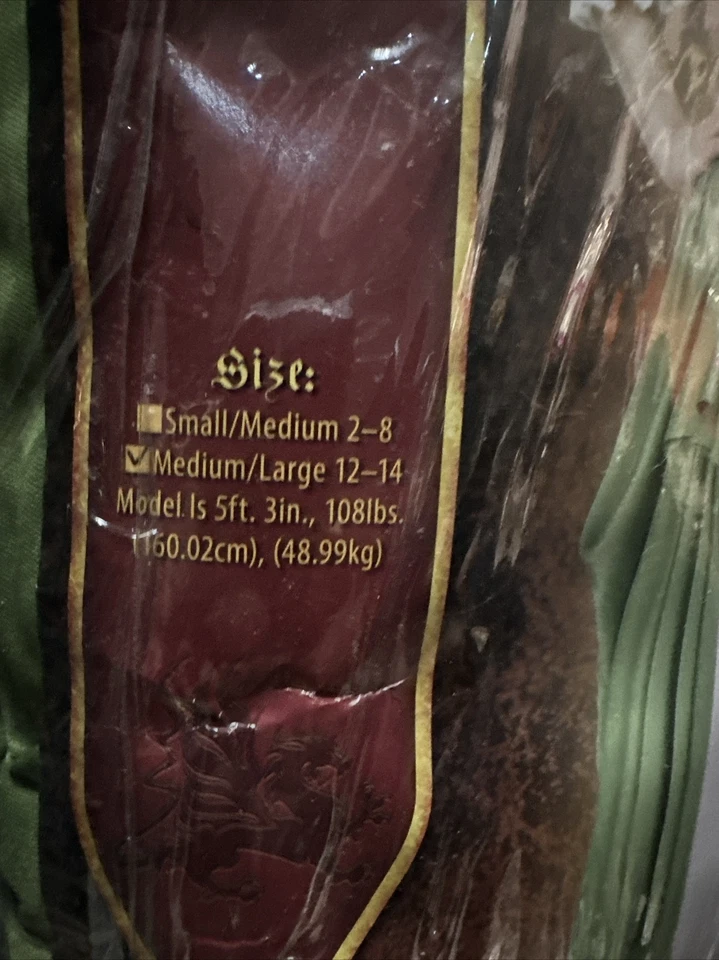 Size:
Small/Medium 2–8
Medium/Large 12–14
Model Is 5ft. 3in., 108lbs.
(160.02cm), (48.99kg)